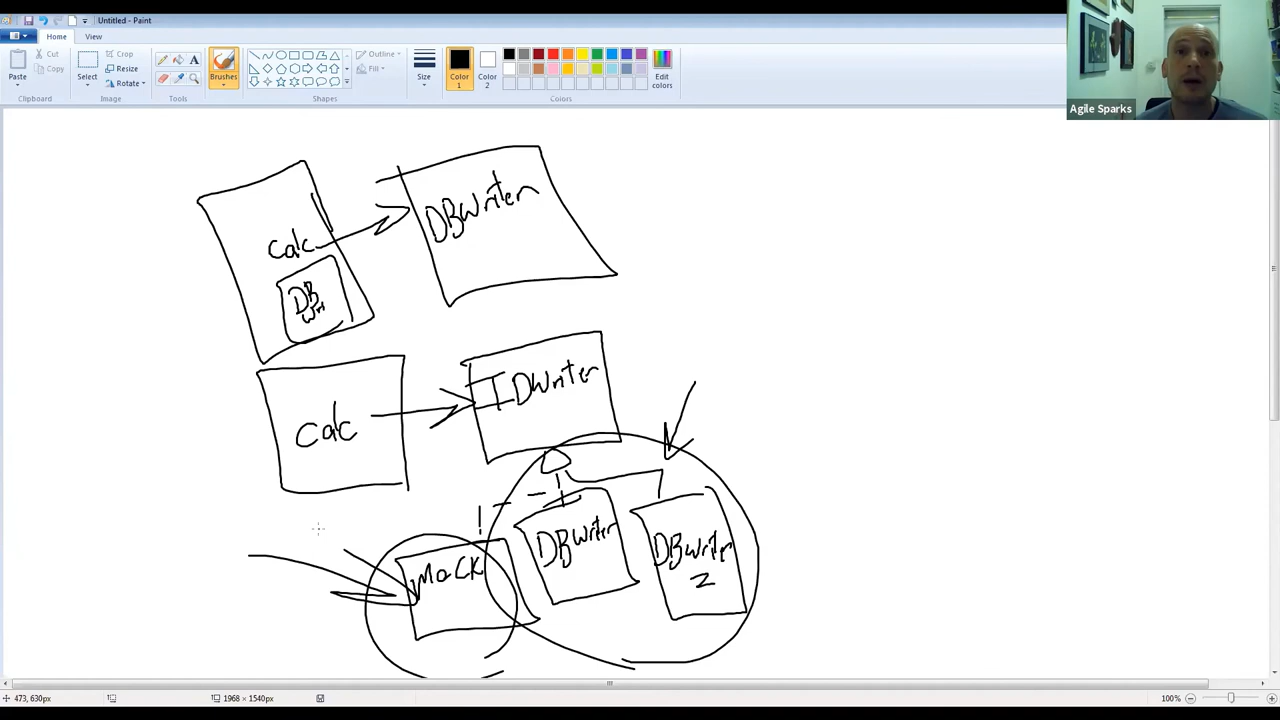 Untitled - Paint
Home
View
Paste
Cut
Copy
Clipboard
Select
Crop
Resize
Rotate
Image
A
Tools
Brushes
Shapes
Outline
Fill
Size
Color
1
Color
2
Edit
colors
Colors
Agile Sparks
Calc
DB
Wri
DBWriter
Calc
IDWriter
MocK
DBWriter
DBWriter
2
473, 630px
1968 × 1540px
100%